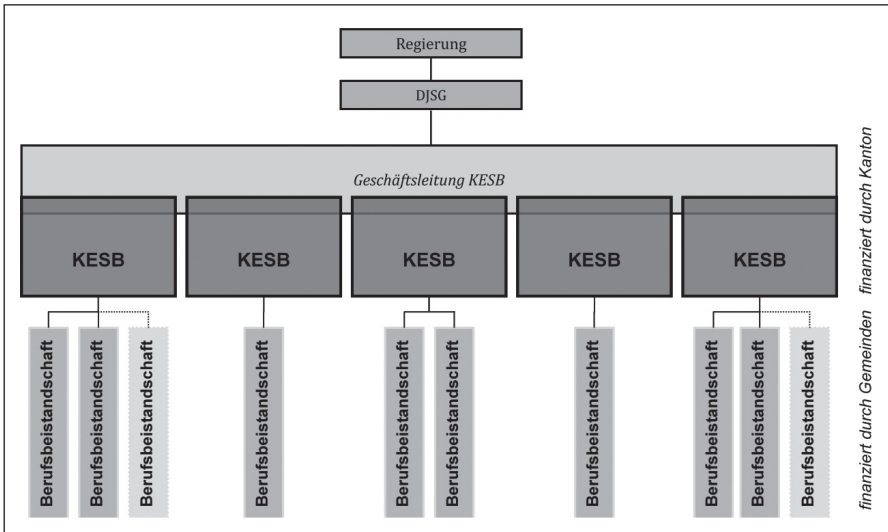 Regierung
DJSG
Geschäftsleitung KESB
KESB
KESB
KESB
KESB
KESB
Berufsbeistandschaft
Berufsbeistandschaft
Berufsbeistandschaft
Berufsbeistandschaft
Berufsbeistandschaft
Berufsbeistandschaft
Berufsbeistandschaft
Berufsbeistandschaft
Berufsbeistandschaft
Berufsbeistandschaft
finanziert durch Kanton
finanziert durch Gemeinden